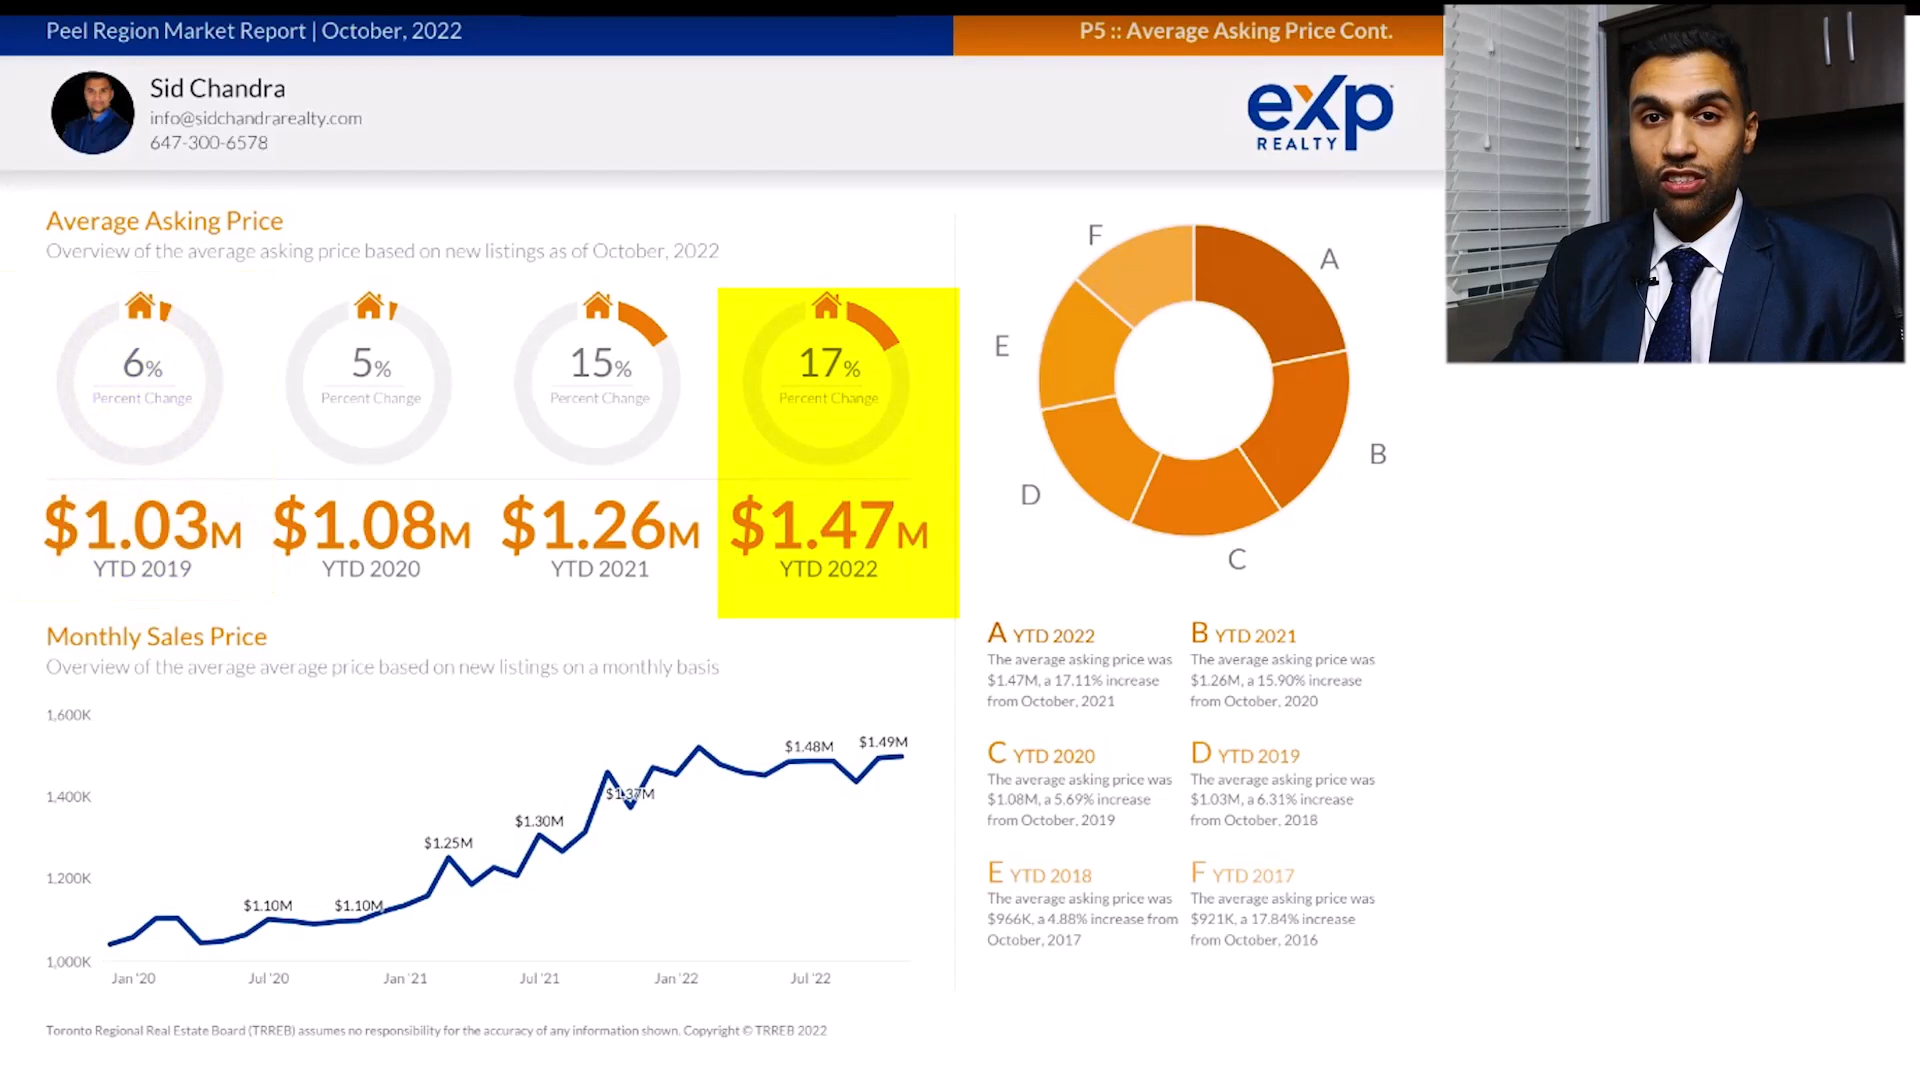 Peel Region Market Report | October, 2022
P5 :: Average Asking Price Cont.
Sid Chandra
info@sidchandrarealty.com
647-300-6578
eXp
REALTY
Average Asking Price
Overview of the average asking price based on new listings as of October, 2022
6%
Percent Change
5%
Percent Change
15%
Percent Change
17%
Percent Change
$1.03M
YTD 2019
$1.08M
YTD 2020
$1.26M
YTD 2021
$1.47M
YTD 2022
A
B
C
D
E
F
Monthly Sales Price
Overview of the average average price based on new listings on a monthly basis
1,600K
1,400K
1,200K
1,000K
$1.10M
$1.10M
$1.25M
$1.30M
$1.37M
$1.48M
$1.49M
Jan '20
Jul '20
Jan '21
Jul '21
Jan '22
Jul '22
A YTD 2022
The average asking price was
$1.47M, a 17.11% increase
from October, 2021
B YTD 2021
The average asking price was
$1.26M, a 15.90% increase
from October, 2020
C YTD 2020
The average asking price was
$1.08M, a 5.69% increase
from October, 2019
D YTD 2019
The average asking price was
$1.03M, a 6.31% increase
from October, 2018
E YTD 2018
The average asking price was
$966K, a 4.88% increase from
October, 2017
F YTD 2017
The average asking price was
$921K, a 17.84% increase
from October, 2016
Toronto Regional Real Estate Board (TRREB) assumes no responsibility for the accuracy of any information shown. Copyright © TRREB 2022